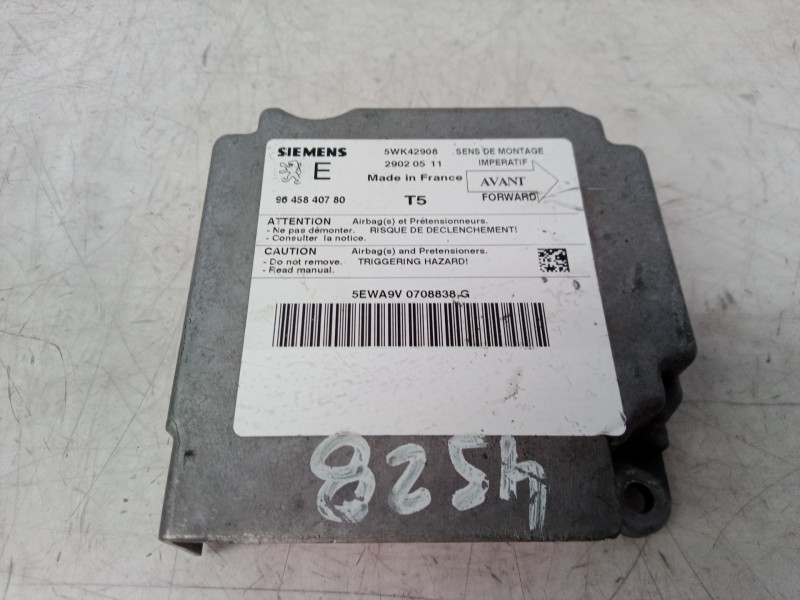 SIEMENS
E
96 458 407 80
5WK42908
2902 05 11
Made in France
T5
SENS DE MONTAGE
IMPERATIF
AVANT
FORWARD
ATTENTION Airbag(s) et Prétensionneurs.
- Ne pas démonter. RISQUE DE DECLENCHEMENT!
- Consulter la notice.
CAUTION Airbag(s) and Pretensioners.
- Do not remove. TRIGGERING HAZARD!
- Read manual.
5EWA9V 0708838 G
8254